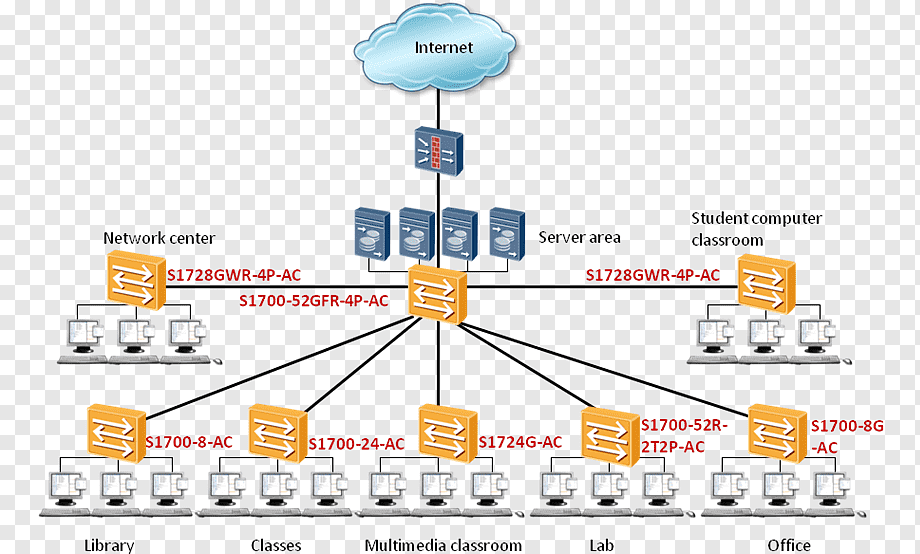 Internet
Student computer
classroom
Network center
Server area
S1728GWR-4P-AC
S1728GWR-4P-AC
S1700-52GFR-4P-AC
S1700-8-AC
S1700-24-AC
S1724G-AC
S1700-52R-
2T2P-AC
S1700-8G
-AC
Library
Classes
Multimedia classroom
Lab
Office